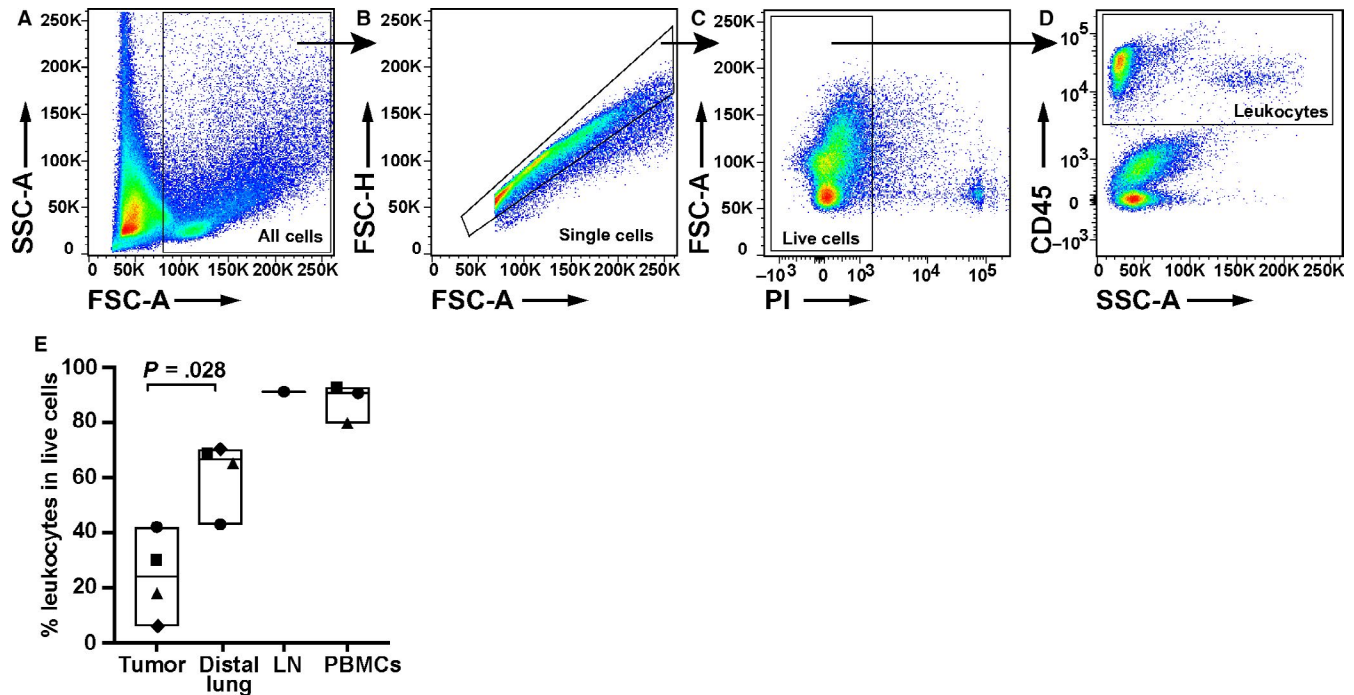 A
250K
200K
150K
100K
50K
0
SSC-A
All cells
0 50K 100K 150K 200K 250K
FSC-A
B
250K
200K
150K
100K
50K
0
FSC-H
Single cells
0 50K 100K 150K 200K 250K
FSC-A
C
250K
200K
150K
100K
50K
0
FSC-A
Live cells
−10³ 0 10³ 10⁴ 10⁵
PI
D
10⁵
10⁴
10³
0
−10³
CD45
Leukocytes
0 50K 100K 150K 200K 250K
SSC-A
E
% leukocytes in live cells
100
80
60
40
20
0
P = .028
Tumor Distal LN PBMCs
lung